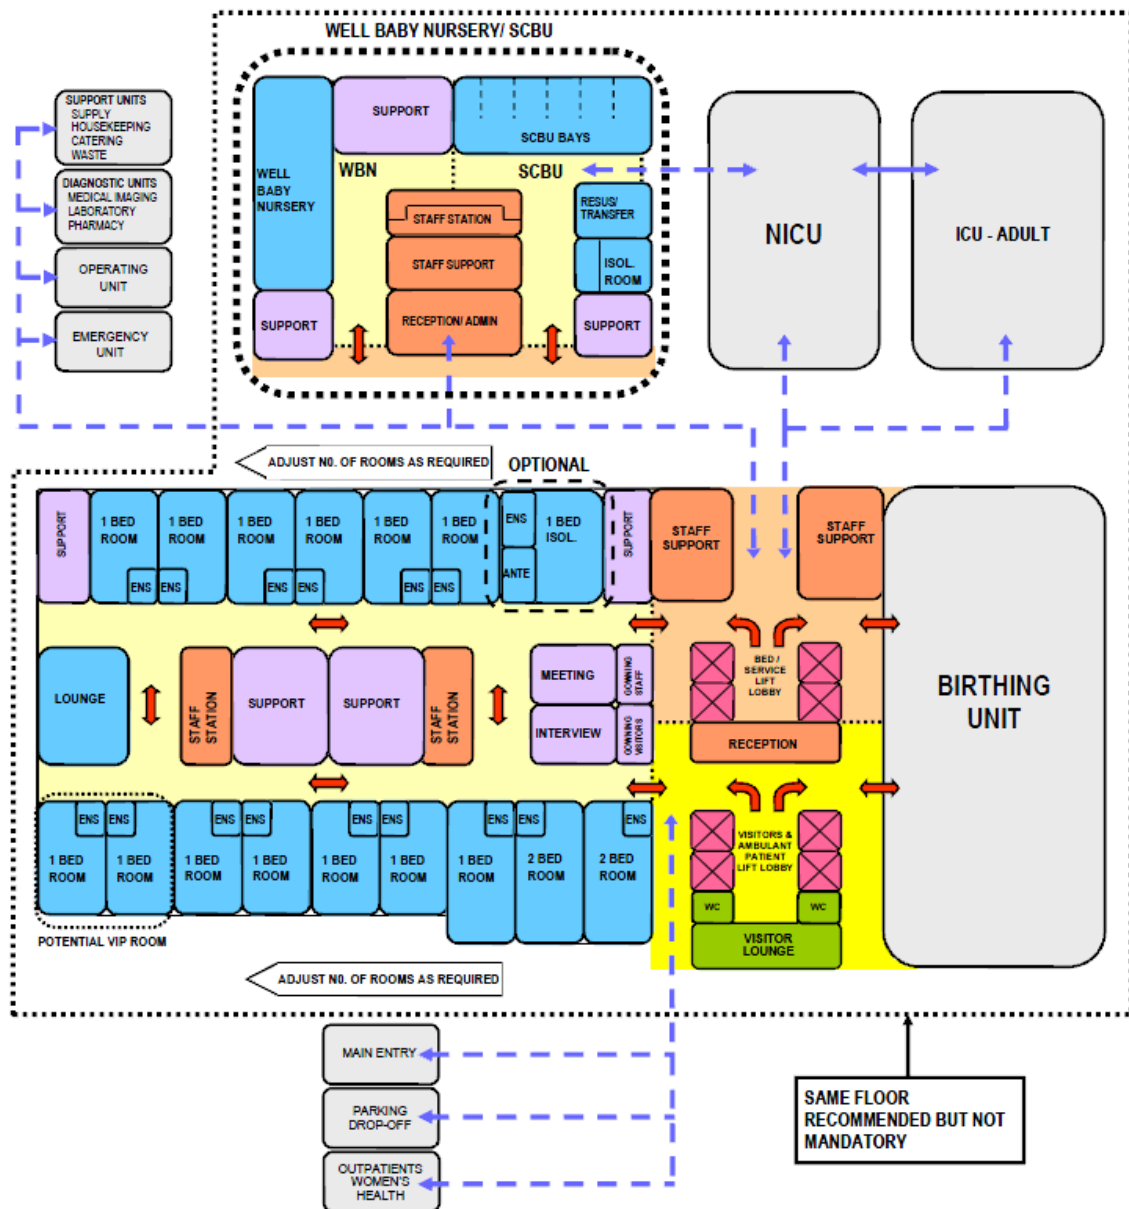 WELL BABY NURSERY/ SCBU
SUPPORT UNITS
SUPPLY
HOUSEKEEPING
CATERING
WASTE
DIAGNOSTIC UNITS
MEDICAL IMAGING
LABORATORY
PHARMACY
OPERATING
UNIT
EMERGENCY
UNIT
SUPPORT
SCBU BAYS
WELL
BABY
NURSERY
WBN
SCBU
STAFF STATION
STAFF SUPPORT
RECEPTION/ ADMIN
RESUS/
TRANSFER
ISOL.
ROOM
SUPPORT
SUPPORT
NICU
ICU - ADULT
ADJUST N0. OF ROOMS AS REQUIRED
OPTIONAL
SUPPORT
1 BED
ROOM
1 BED
ROOM
1 BED
ROOM
1 BED
ROOM
1 BED
ROOM
1 BED
ROOM
ENS
ENS
ENS
ENS
ENS
ENS
ENS
ANTE
1 BED
ISOL.
SUPPORT
STAFF
SUPPORT
STAFF
SUPPORT
LOUNGE
STAFF
STATION
SUPPORT
SUPPORT
STAFF
STATION
MEETING
INTERVIEW
GOWNING
STAFF
GOWNING
VISITORS
BED /
SERVICE
LIFT
LOBBY
RECEPTION
BIRTHING
UNIT
VISITORS &
AMBULANT
PATIENT
LIFT LOBBY
WC
WC
VISITOR
LOUNGE
ENS
ENS
ENS
ENS
ENS
ENS
ENS
ENS
ENS
1 BED
ROOM
1 BED
ROOM
1 BED
ROOM
1 BED
ROOM
1 BED
ROOM
1 BED
ROOM
1 BED
ROOM
2 BED
ROOM
2 BED
ROOM
POTENTIAL VIP ROOM
ADJUST N0. OF ROOMS AS REQUIRED
MAIN ENTRY
PARKING
DROP-OFF
OUTPATIENTS
WOMEN'S
HEALTH
SAME FLOOR
RECOMMENDED BUT NOT
MANDATORY